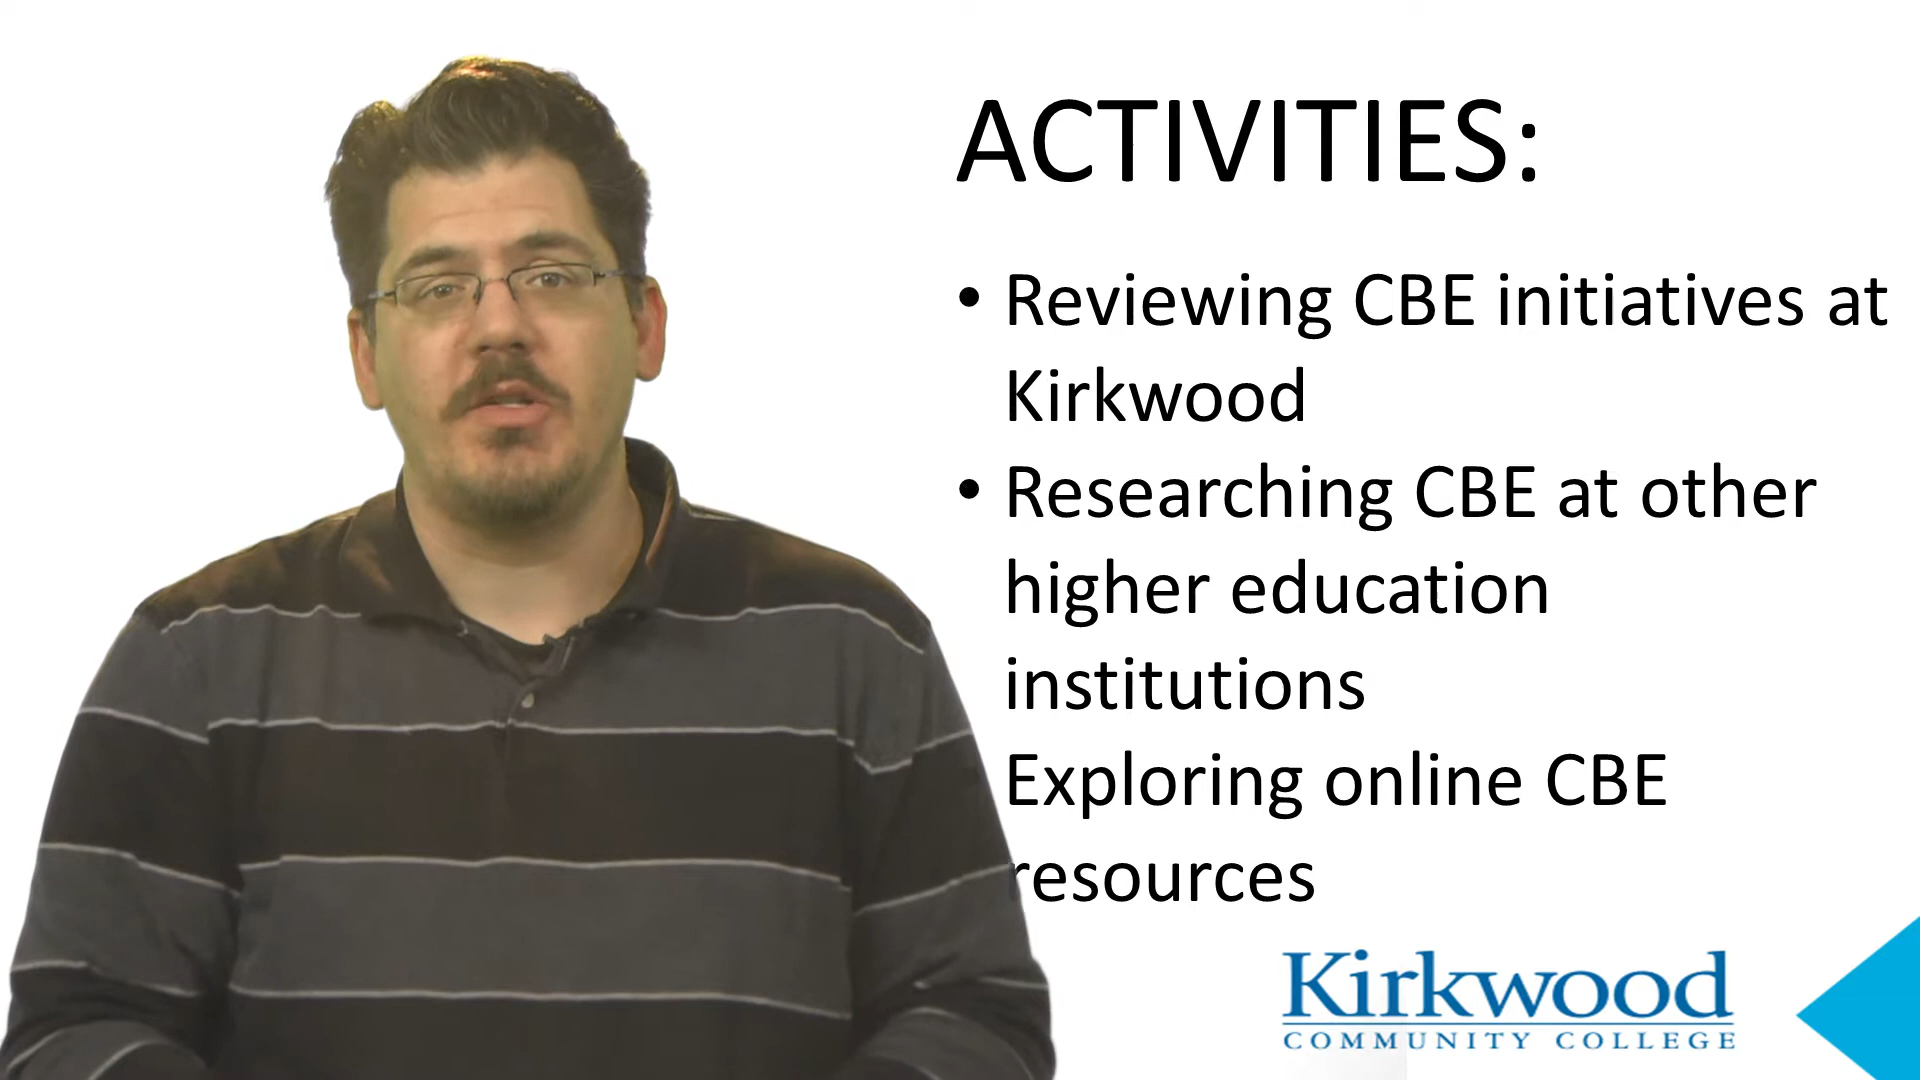 ACTIVITIES:
• Reviewing CBE initiatives at
Kirkwood
• Researching CBE at other
higher education
institutions
Exploring online CBE
resources
Kirkwood
COMMUNITY COLLEGE